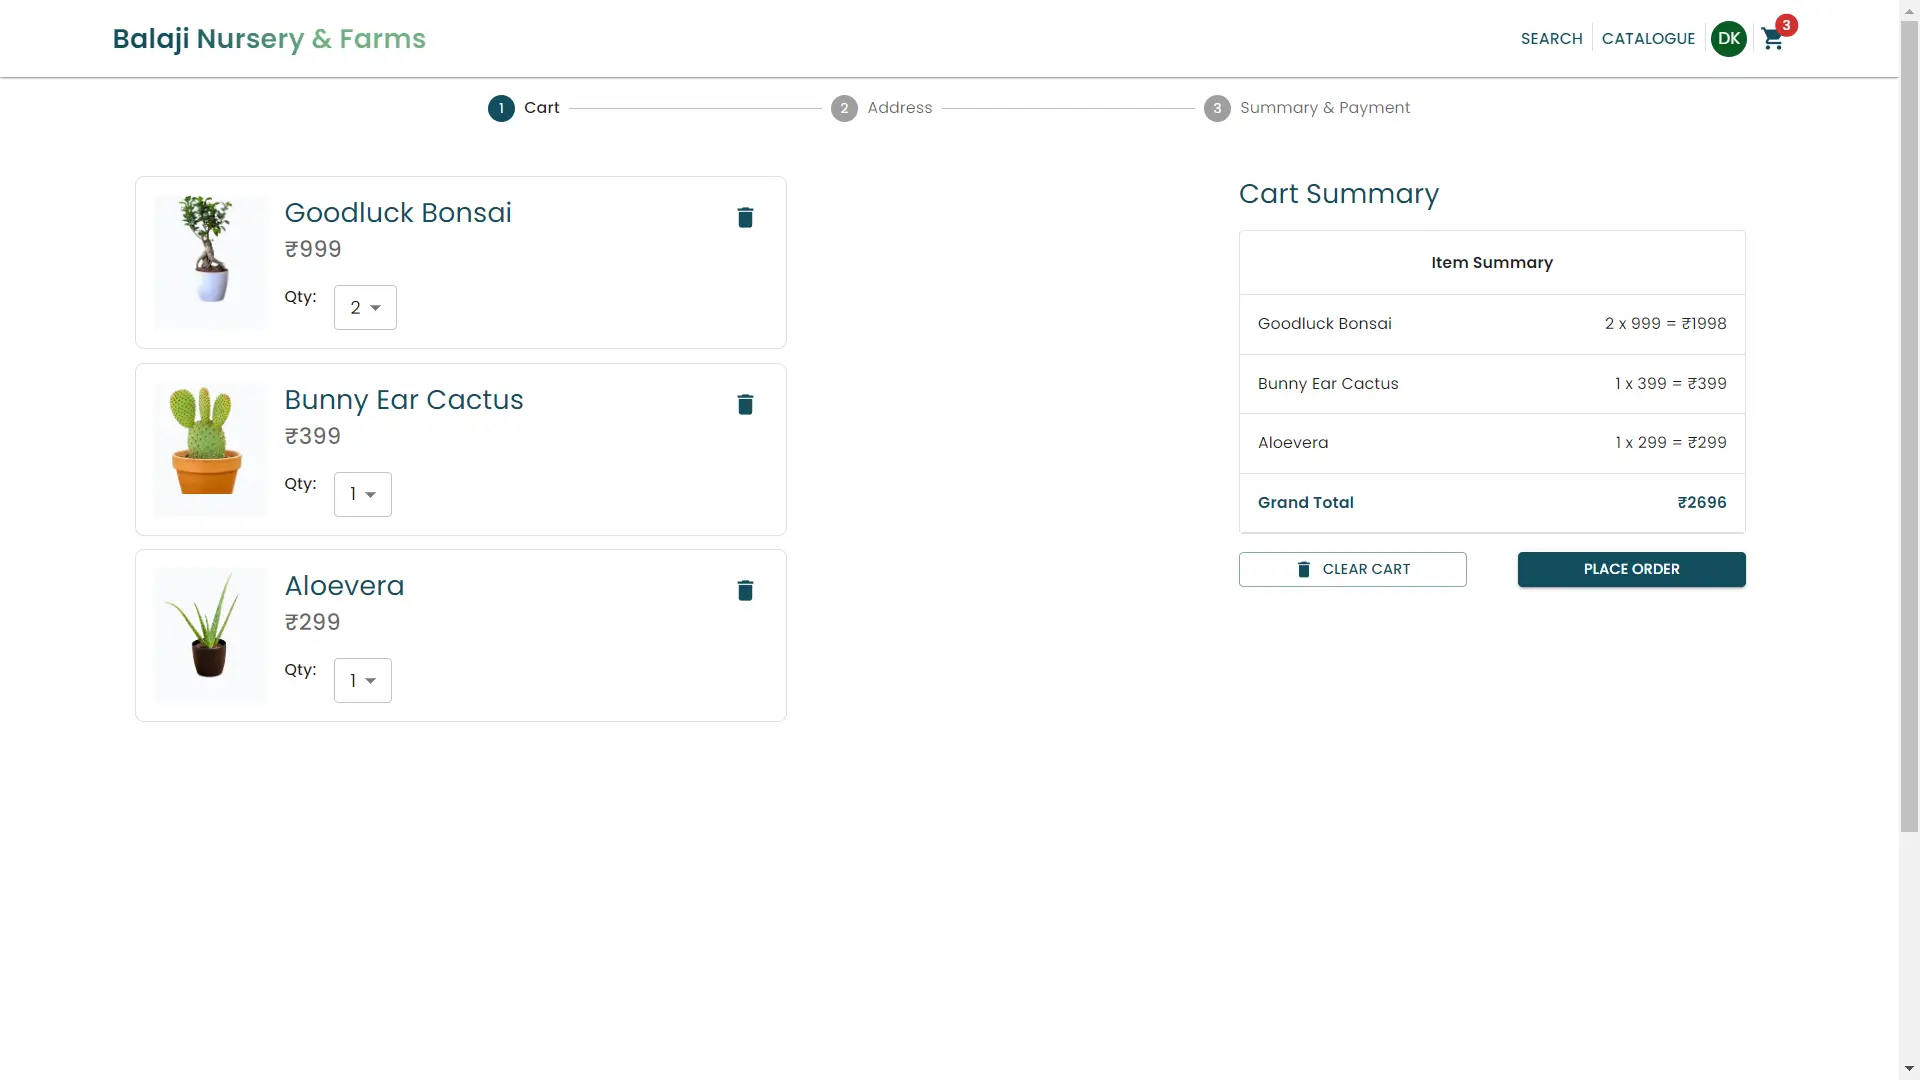 Balaji Nursery & Farms
SEARCH
CATALOGUE
DK
3
1 Cart
2 Address
3 Summary & Payment
Goodluck Bonsai
₹999
Qty: 2
Bunny Ear Cactus
₹399
Qty: 1
Aloevera
₹299
Qty: 1
Cart Summary
Item Summary
Goodluck Bonsai 2 x 999 = ₹1998
Bunny Ear Cactus 1 x 399 = ₹399
Aloevera 1 x 299 = ₹299
Grand Total ₹2696
CLEAR CART
PLACE ORDER